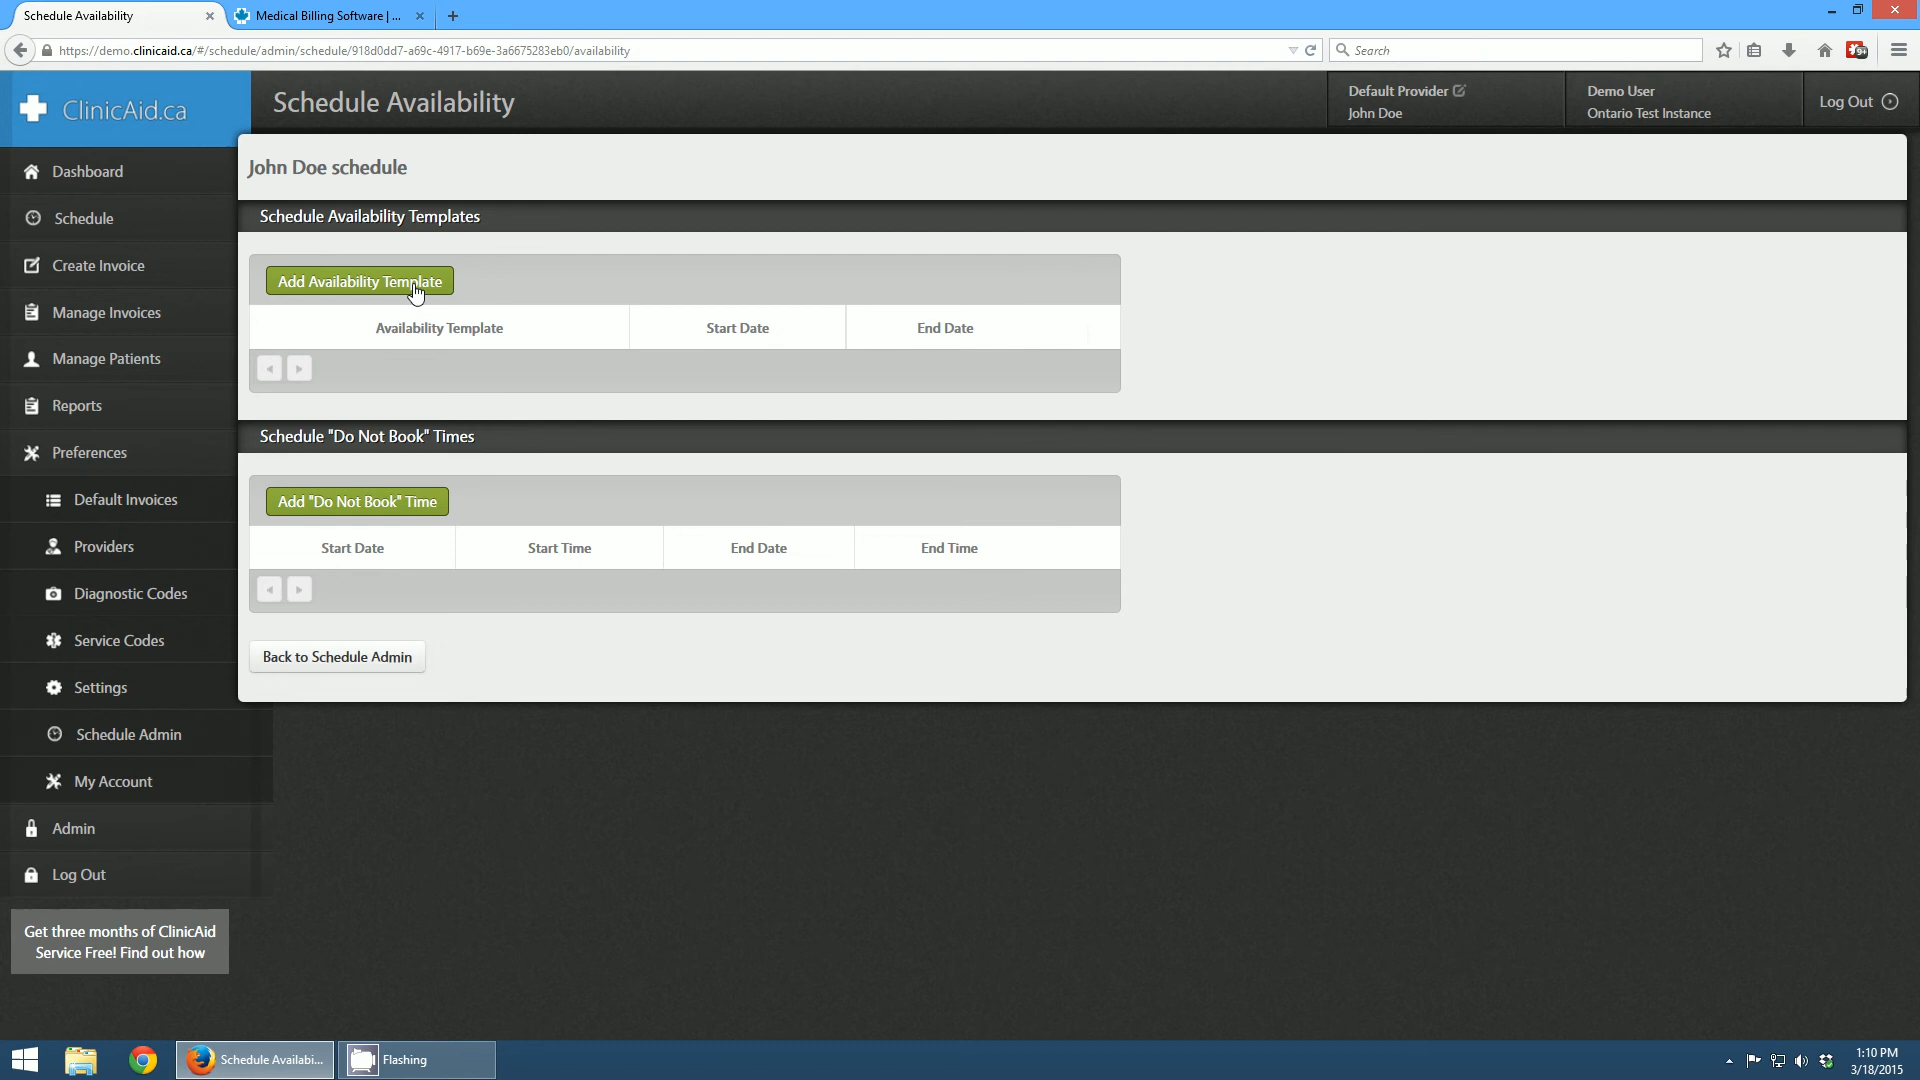 Schedule Availability
Medical Billing Software | ...
https://demo.clinicaid.ca/#/schedule/admin/schedule/918d0dd7-a69c-4917-b69e-3a6675283eb0/availability
Search
9+
ClinicAid.ca
Schedule Availability
Default Provider
John Doe
Demo User
Ontario Test Instance
Log Out
Dashboard
Schedule
Create Invoice
Manage Invoices
Manage Patients
Reports
Preferences
Default Invoices
Providers
Diagnostic Codes
Service Codes
Settings
Schedule Admin
My Account
Admin
Log Out
Get three months of ClinicAid
Service Free! Find out how
John Doe schedule
Schedule Availability Templates
Add Availability Template
Availability Template Start Date End Date
Schedule "Do Not Book" Times
Add "Do Not Book" Time
Start Date Start Time End Date End Time
Back to Schedule Admin
Schedule Availabi...
Flashing
1:10 PM
3/18/2015